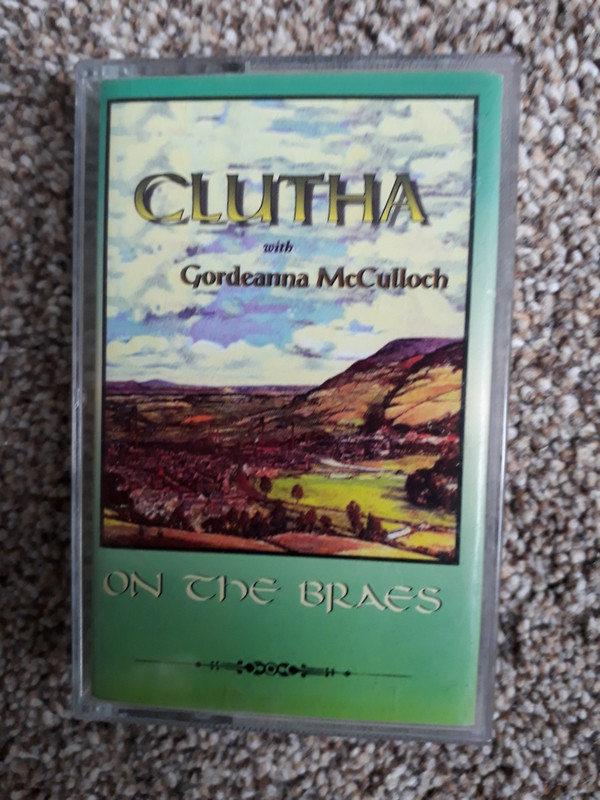 CLUTHA
with
Gordeanna McCulloch
ON THE BRAES